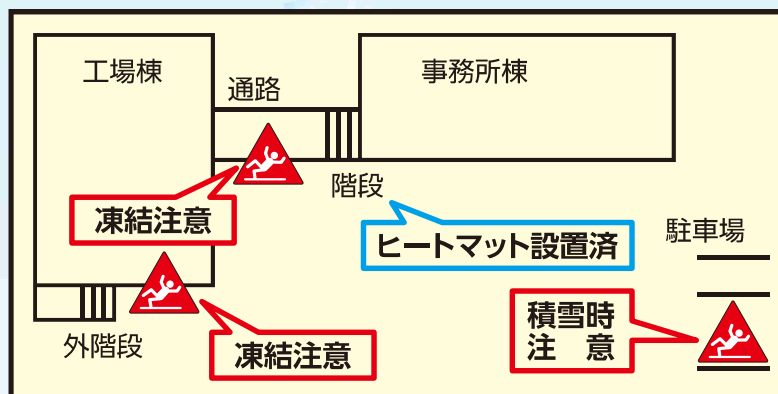 工場棟
通路
事務所棟
階段
凍結注意
ヒートマット設置済
駐車場
外階段
凍結注意
積雪時
注　意